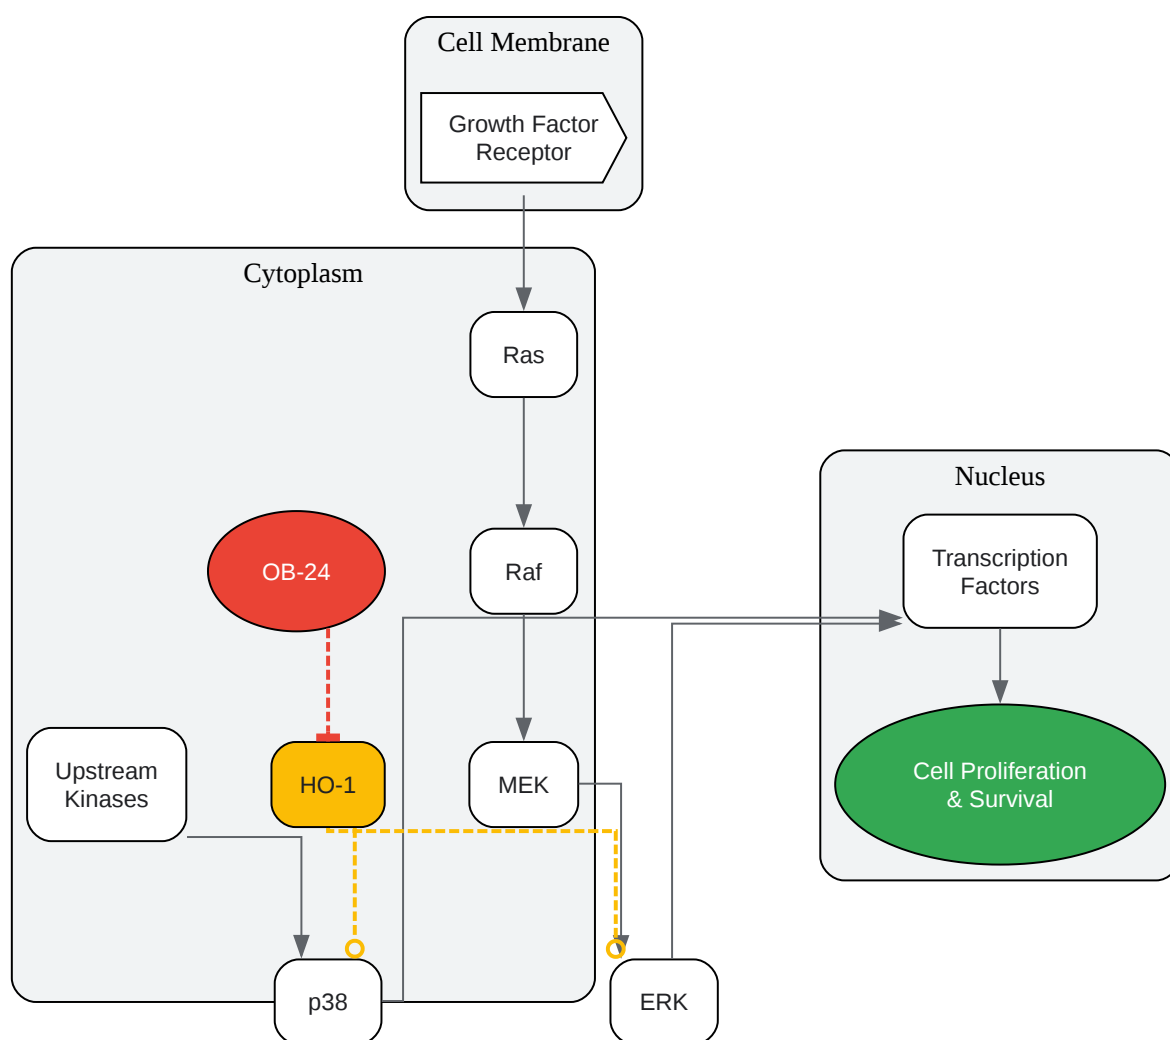 Cell Membrane
Growth Factor
Receptor
Cytoplasm
Ras
Nucleus
OB-24
Raf
Transcription
Factors
Upstream
Kinases
HO-1
MEK
Cell Proliferation
& Survival
p38
ERK